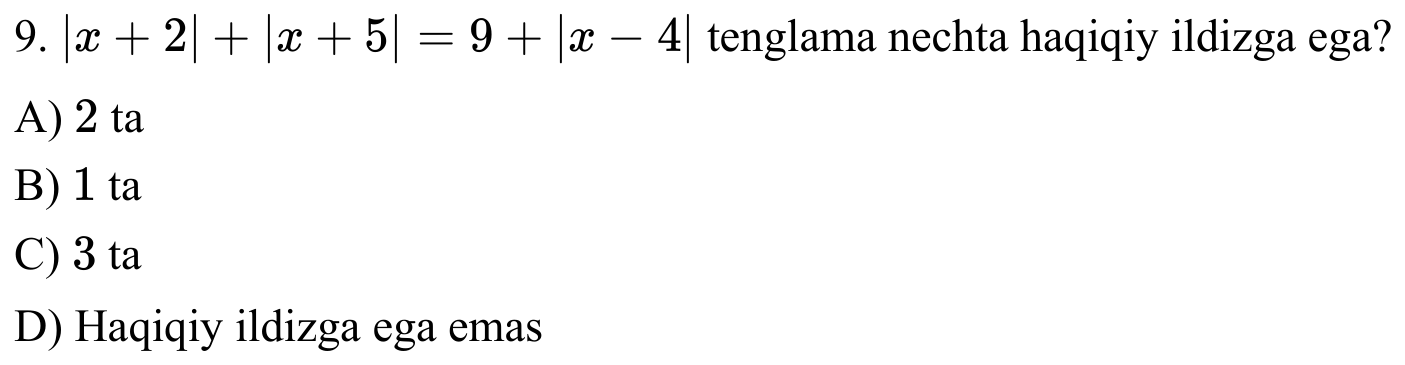 9. |x + 2| + |x + 5| = 9 + |x − 4| tenglama nechta haqiqiy ildizga ega?
A) 2 ta
B) 1 ta
C) 3 ta
D) Haqiqiy ildizga ega emas